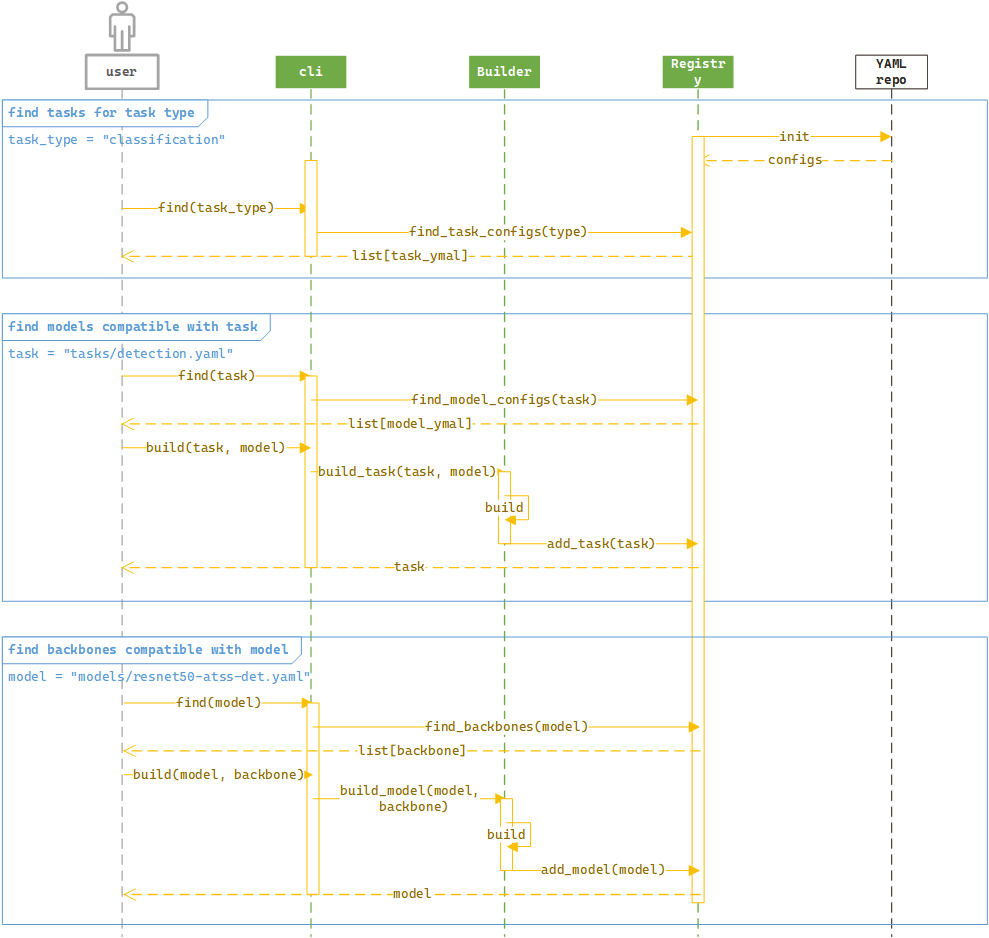 user
cli
Builder
Registr
y
YAML
repo
find tasks for task type
task_type = "classification"
init
configs
find(task_type)
find_task_configs(type)
list[task_ymal]
find models compatible with task
task = "tasks/detection.yaml"
find(task)
find_model_configs(task)
list[model_ymal]
build(task, model)
build_task(task, model)
build
add_task(task)
task
find backbones compatible with model
model = "models/resnet50-atss-det.yaml"
find(model)
find_backbones(model)
list[backbone]
build(model, backbone)
build_model(model,
backbone)
build
add_model(model)
model